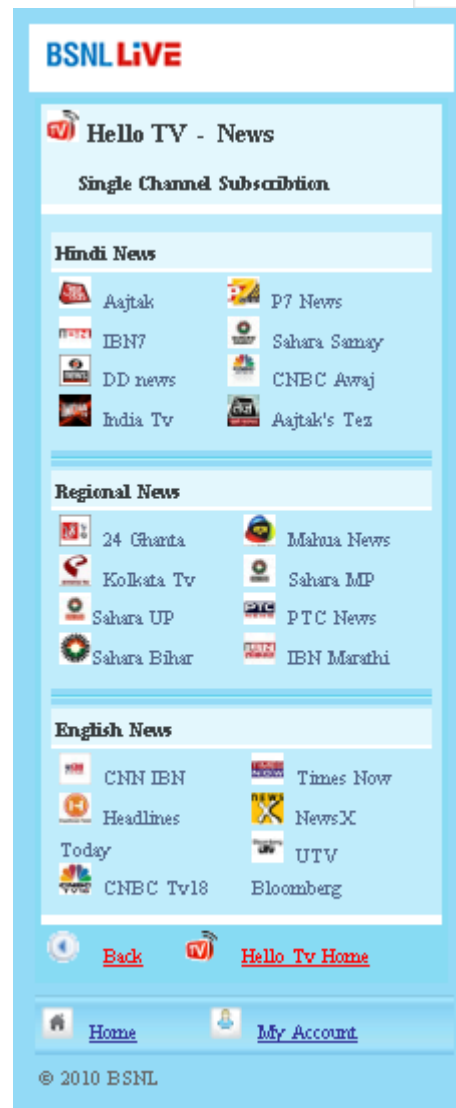 BSNL LiVE
Hello TV - News
Single Channel Subscribtion
Hindi News
Aajtak P7 News
IBN7 Sahara Samay
DD news CNBC Awaj
India Tv Aajtak's Tez
Regional News
24 Ghanta Mahua News
Kolkata Tv Sahara MP
Sahara UP PTC News
Sahara Bihar IBN Marathi
English News
CNN IBN Times Now
Headlines NewsX
Today UTV
CNBC Tv18 Bloomberg
Back Hello Tv Home
Home My Account
© 2010 BSNL